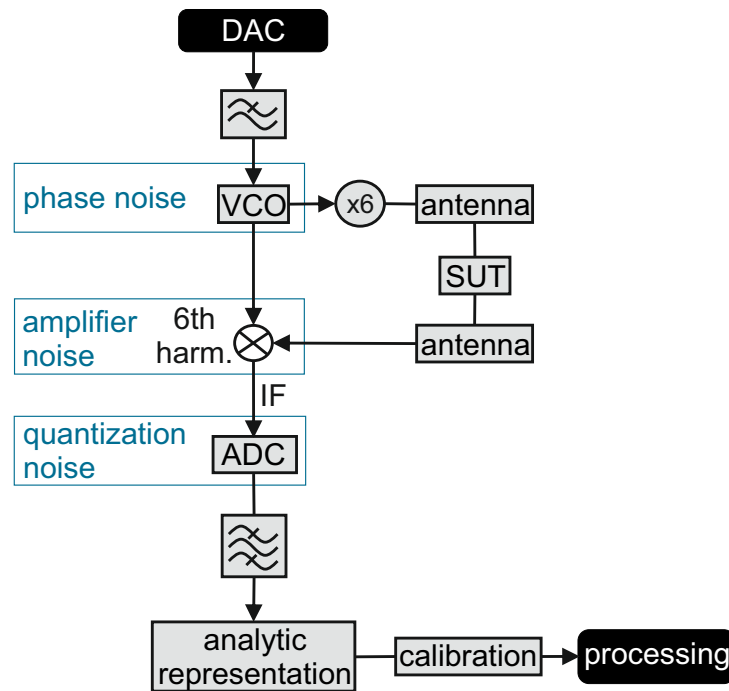 DAC
phase noise
VCO
x6
antenna
SUT
amplifier
noise
6th
harm.
antenna
IF
quantization
noise
ADC
analytic
representation
calibration
processing